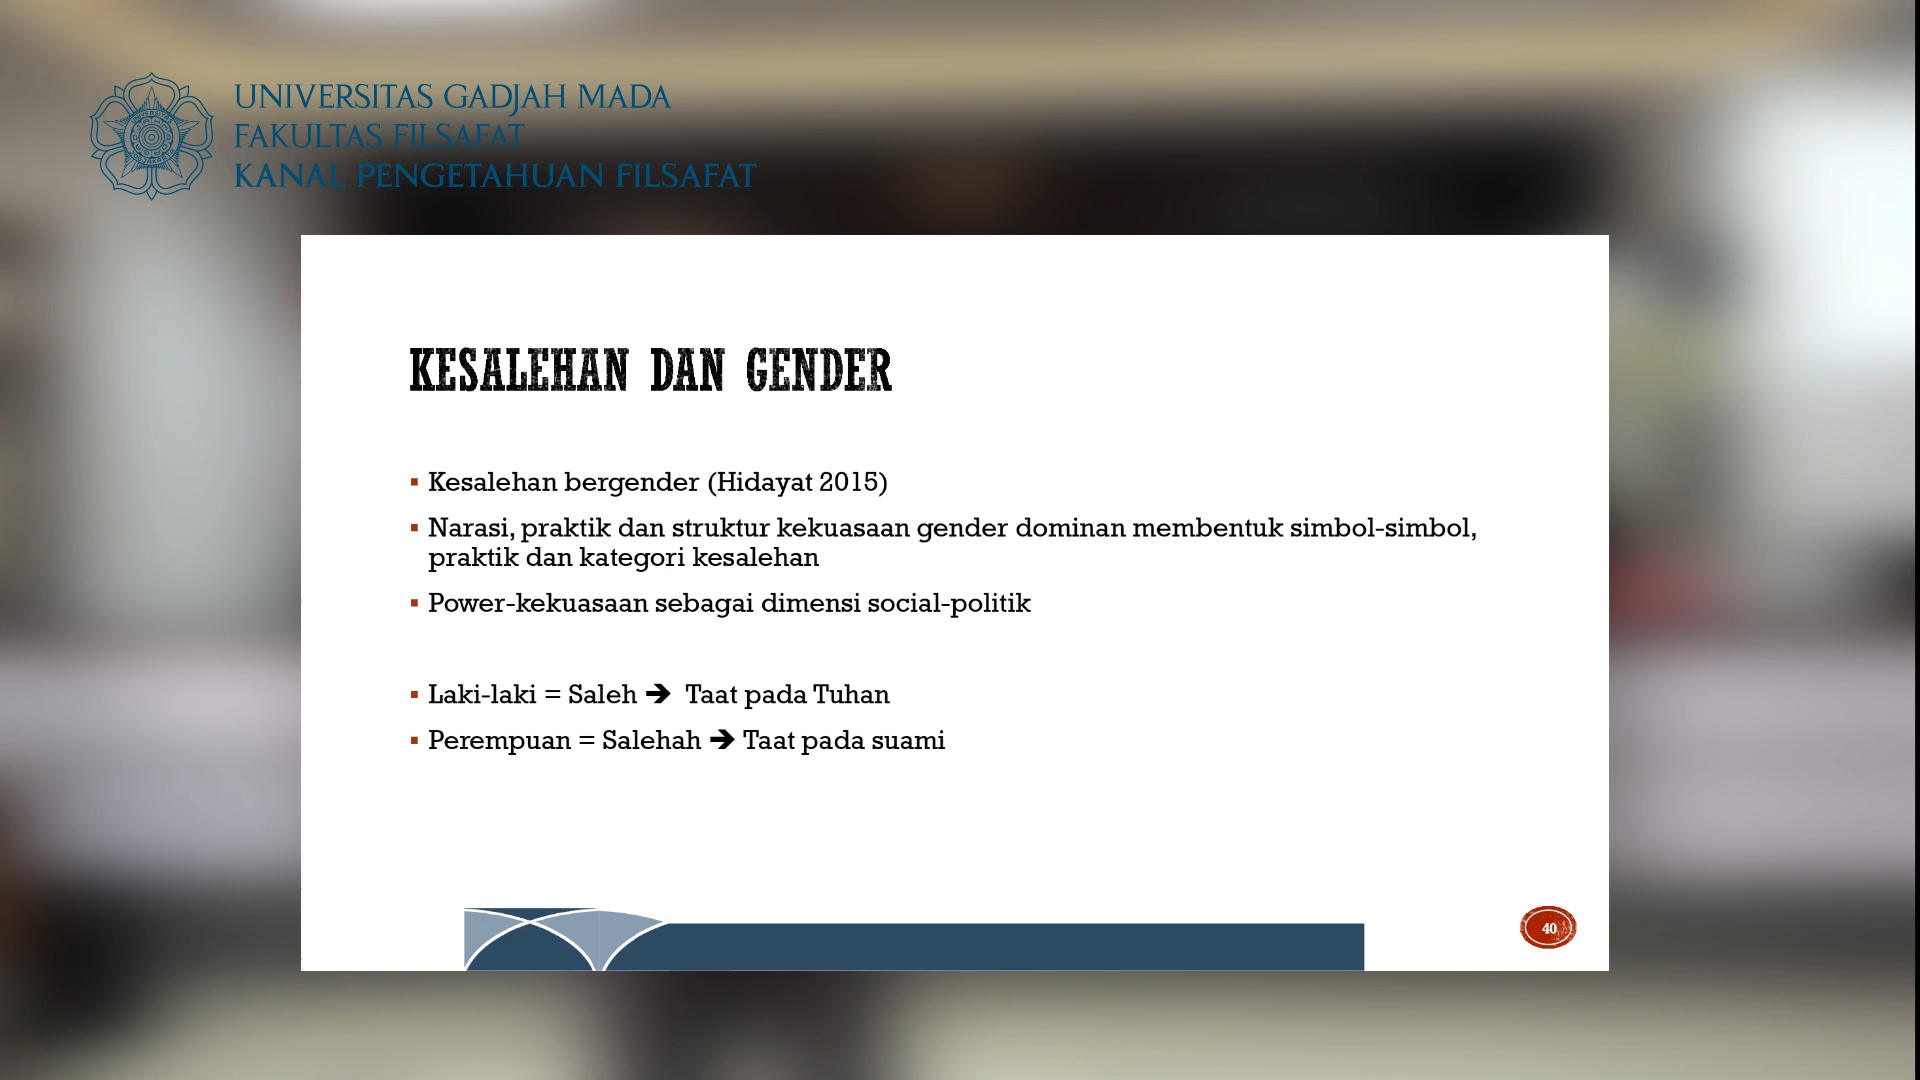 UNIVERSITAS GADJAH MADA
FAKULTAS FILSAFAT
KANAL PENGETAHUAN FILSAFAT
KESALEHAN DAN GENDER
▪ Kesalehan bergender (Hidayat 2015)
▪ Narasi, praktik dan struktur kekuasaan gender dominan membentuk simbol-simbol,
praktik dan kategori kesalehan
▪ Power-kekuasaan sebagai dimensi social-politik
▪ Laki-laki = Saleh ➔ Taat pada Tuhan
▪ Perempuan = Salehah ➔ Taat pada suami
40